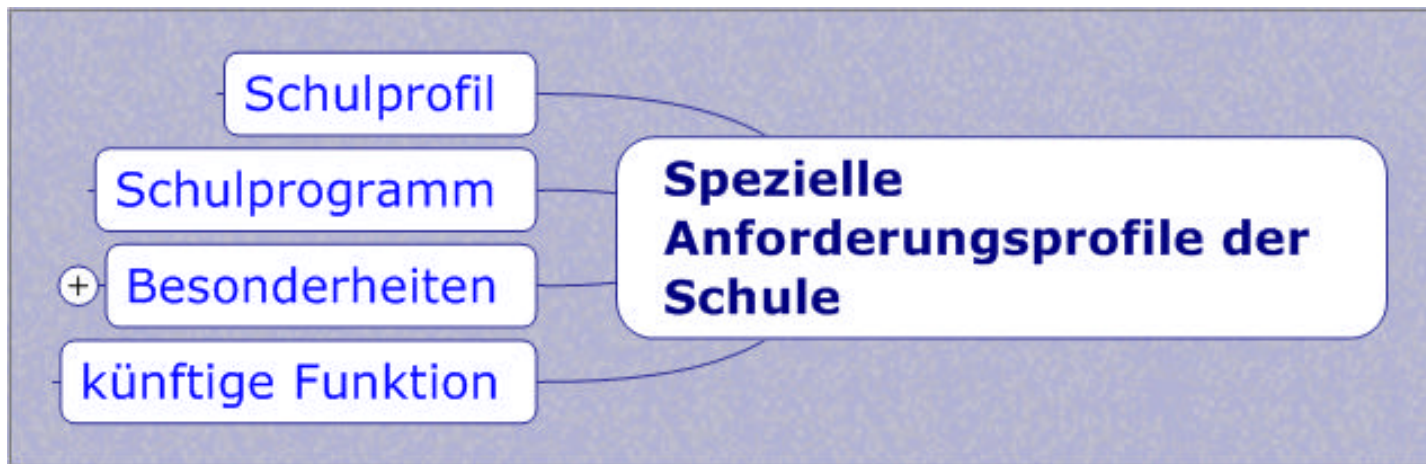 Schulprofil
Schulprogramm
Besonderheiten
künftige Funktion
Spezielle
Anforderungsprofile der
Schule